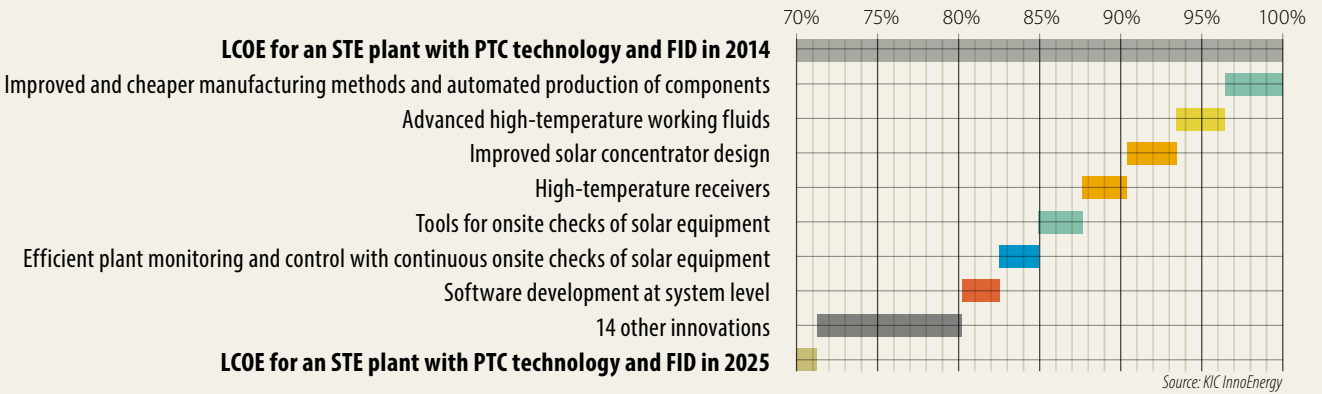 70% 75% 80% 85% 90% 95% 100%
LCOE for an STE plant with PTC technology and FID in 2014
Improved and cheaper manufacturing methods and automated production of components
Advanced high-temperature working fluids
Improved solar concentrator design
High-temperature receivers
Tools for onsite checks of solar equipment
Efficient plant monitoring and control with continuous onsite checks of solar equipment
Software development at system level
14 other innovations
LCOE for an STE plant with PTC technology and FID in 2025
Source: KIC InnoEnergy